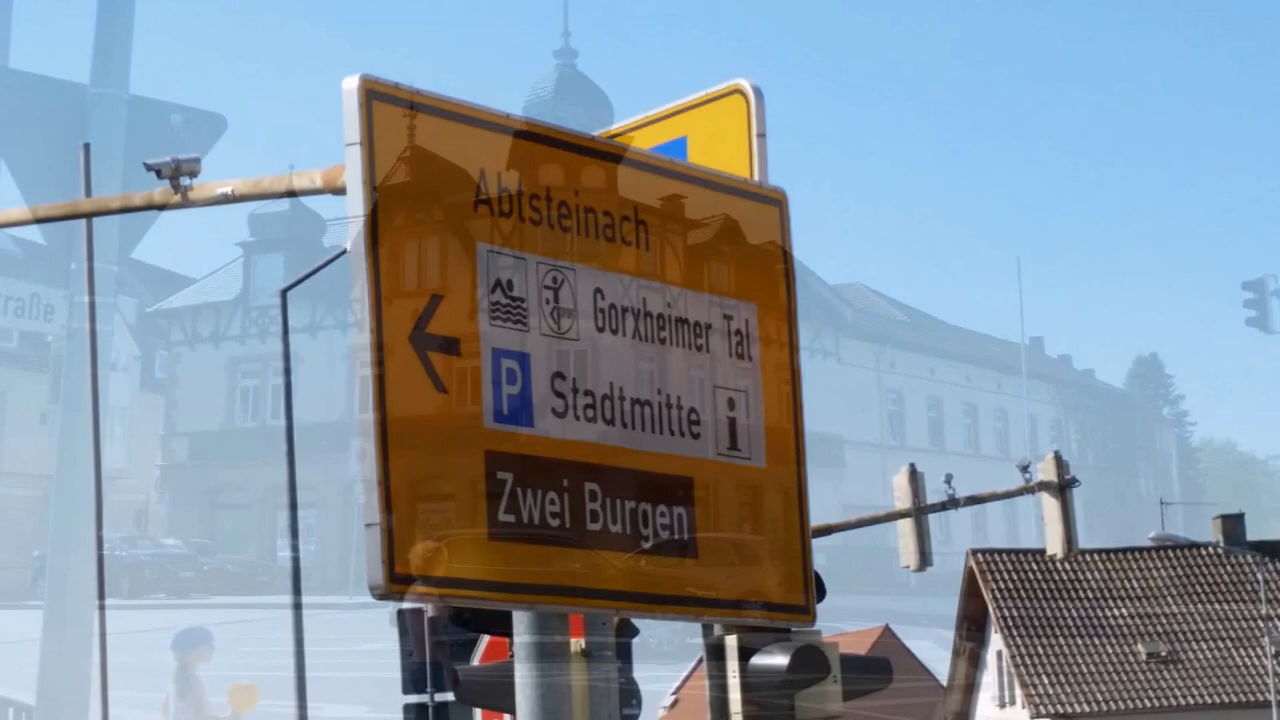 Abtsteinach
Gorxheimer Tal
P Stadtmitte i
Zwei Burgen
raße